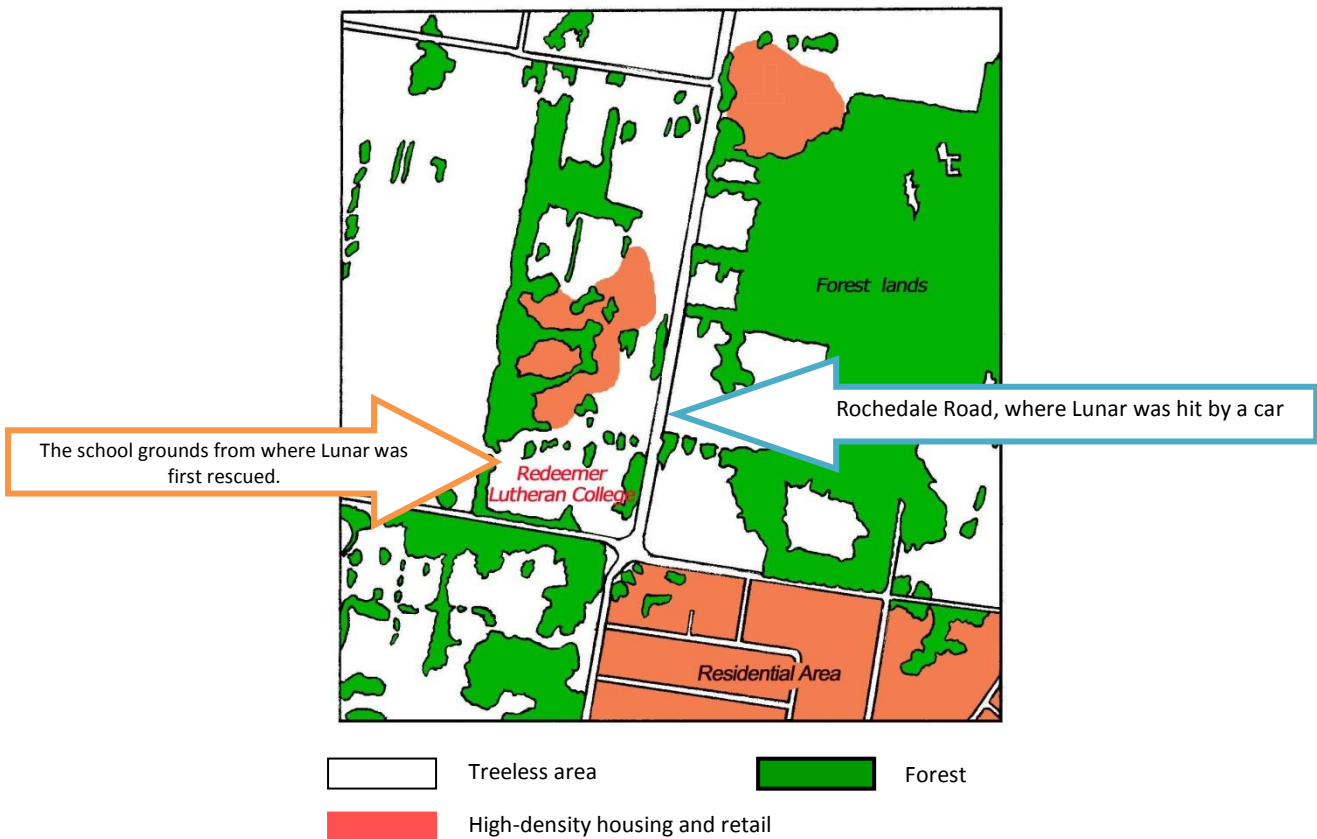 Forest lands
Rochedale Road, where Lunar was hit by a car
The school grounds from where Lunar was
first rescued.
Redeemer
Lutheran College
Residential Area
Treeless area
Forest
High-density housing and retail